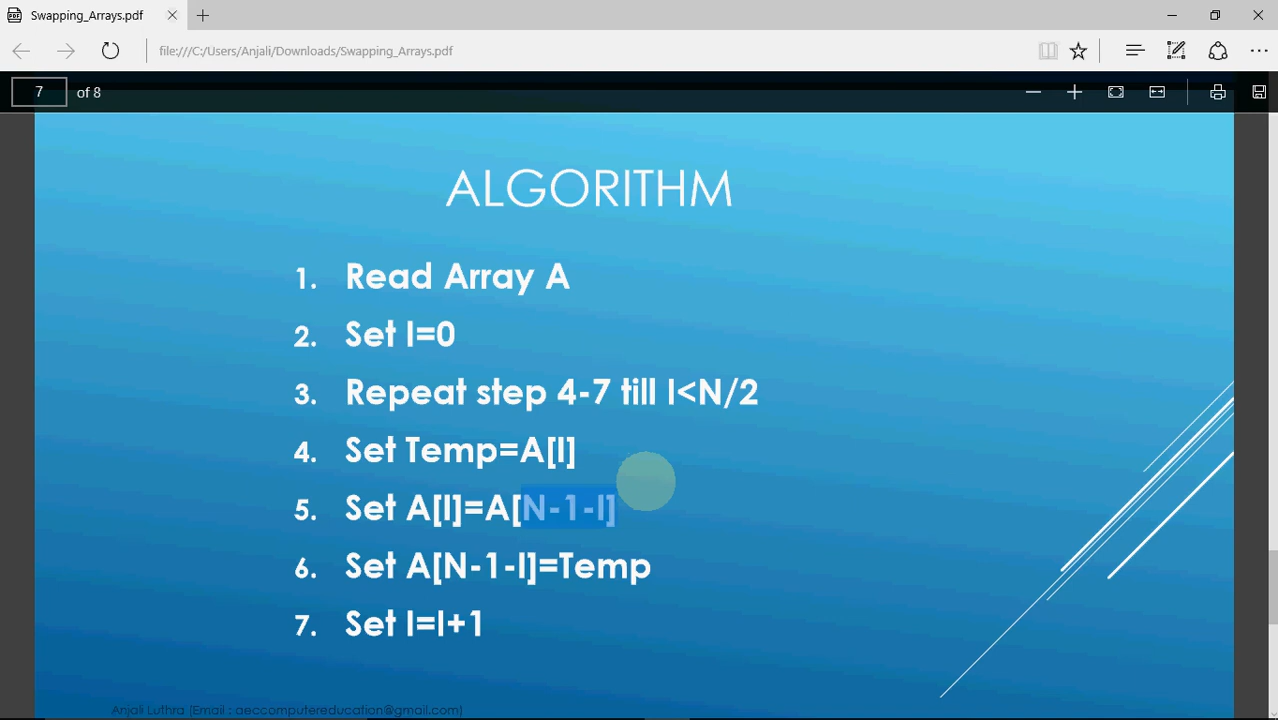 Swapping_Arrays.pdf
file:///C:/Users/Anjali/Downloads/Swapping_Arrays.pdf
7 of 8
ALGORITHM
1. Read Array A
2. Set I=0
3. Repeat step 4-7 till I<N/2
4. Set Temp=A[I]
5. Set A[I]=A[N-1-I]
6. Set A[N-1-I]=Temp
7. Set I=I+1
Anjali Luthra (Email : aeccomputereducation@gmail.com)